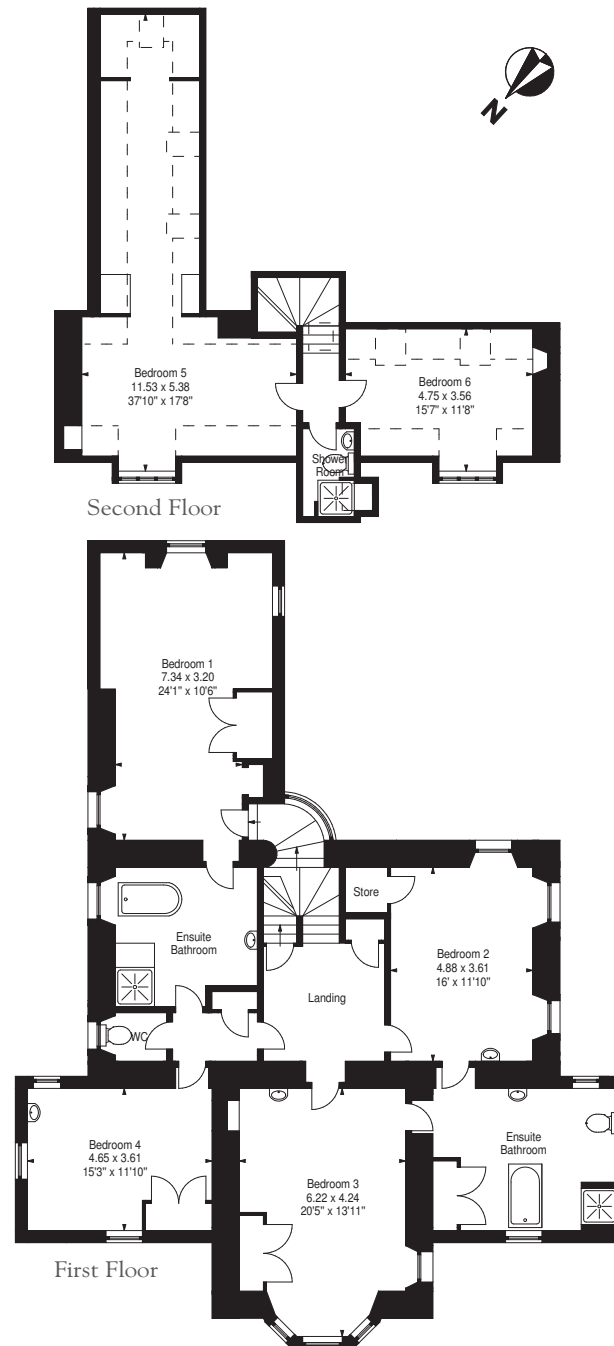 N
Bedroom 5
11.53 x 5.38
37'10" x 17'8"
Bedroom 6
4.75 x 3.56
15'7" x 11'8"
Shower
Room
Second Floor
Bedroom 1
7.34 x 3.20
24'1" x 10'6"
Store
Ensuite
Bathroom
Bedroom 2
4.88 x 3.61
16' x 11'10"
Landing
WC
Bedroom 4
4.65 x 3.61
15'3" x 11'10"
Bedroom 3
6.22 x 4.24
20'5" x 13'11"
Ensuite
Bathroom
First Floor